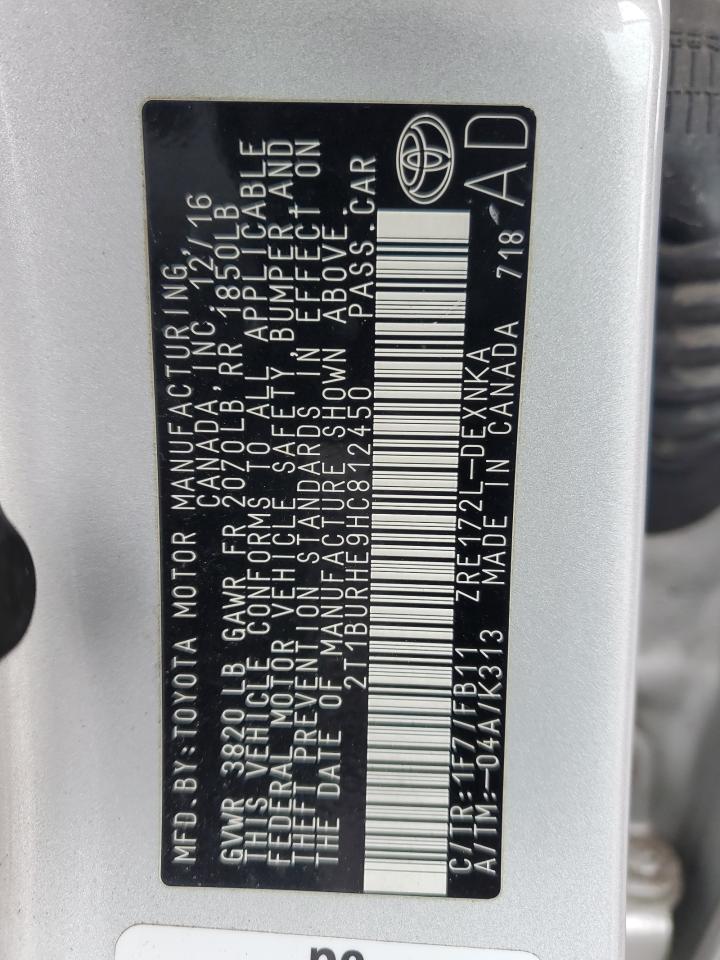 MFD.BY:TOYOTA MOTOR MANUFACTURING
CANADA,INC.12/16
GVWR 3820LB GAWR FR 2070LB,RR 1850LB
THIS VEHICLE CONFORMS TO ALL APPLICABLE
FEDERAL MOTOR VEHICLE SAFETY,BUMPER,AND
THEFT PREVENTION STANDARDS IN EFFECT ON
THE DATE OF MANUFACTURE SHOWN ABOVE.
2T1BURHE9HC812450 PASS.CAR
C/TR:1F7/FB11 ZRE172L-DEXNKA
A/TM:-04A/K313 MADE IN CANADA 718 AD